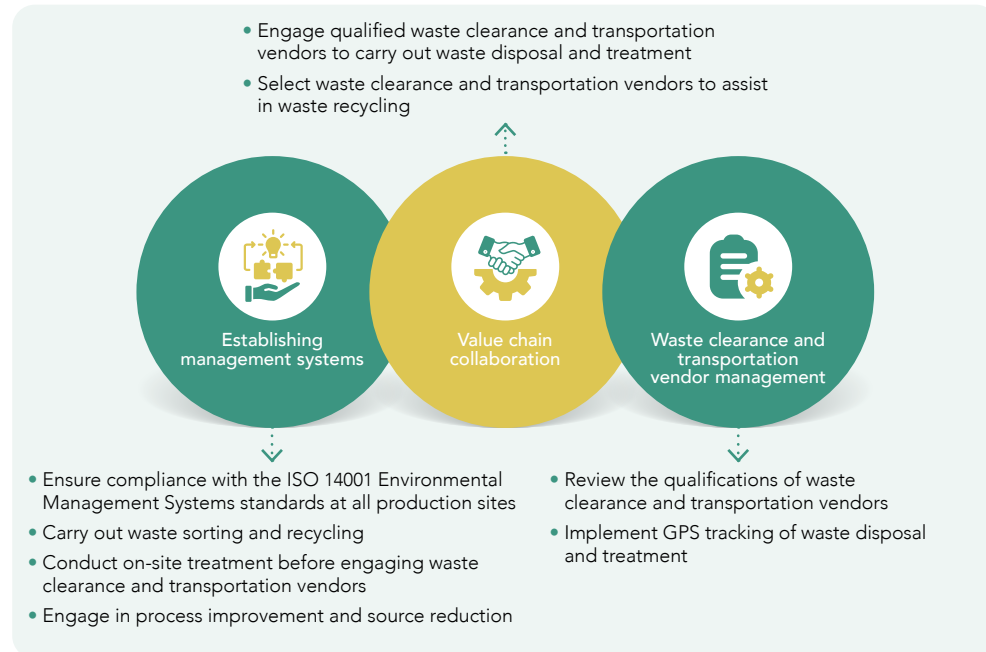 • Engage qualified waste clearance and transportation
vendors to carry out waste disposal and treatment
• Select waste clearance and transportation vendors to assist
in waste recycling
Establishing
management systems
Value chain
collaboration
Waste clearance and
transportation
vendor management
• Ensure compliance with the ISO 14001 Environmental
Management Systems standards at all production sites
• Carry out waste sorting and recycling
• Conduct on-site treatment before engaging waste
clearance and transportation vendors
• Engage in process improvement and source reduction
• Review the qualifications of waste
clearance and transportation vendors
• Implement GPS tracking of waste disposal
and treatment